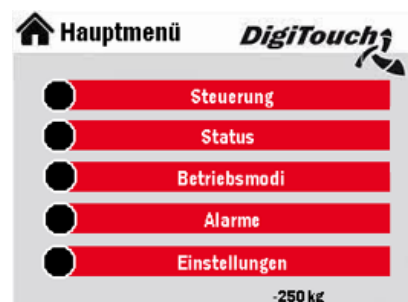 Hauptmenü
DigiTouch
Steuerung
Status
Betriebsmodi
Alarme
Einstellungen
-250 kg